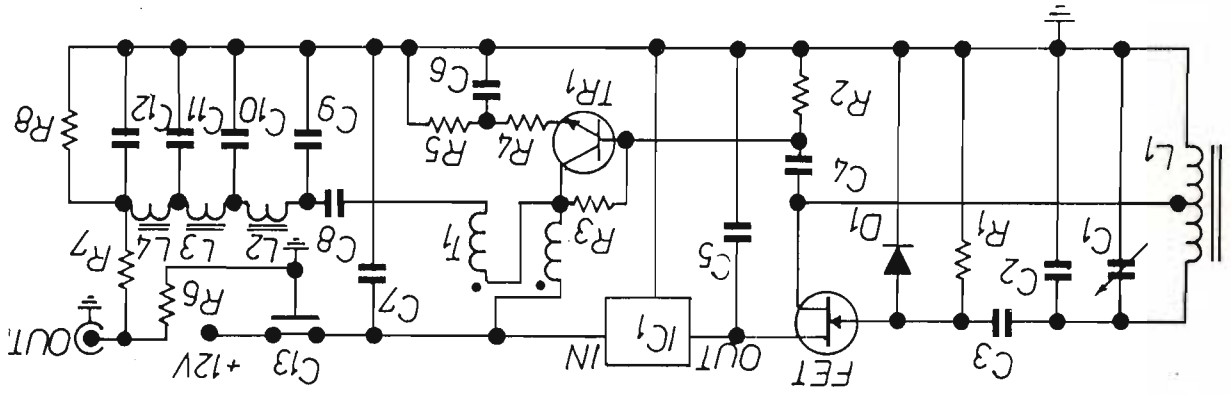 FET
C13
+12V
C3
OUT
IN
OUT
IC1
R6
C7
C1
C2
R1
D1
C5
R3
T1
C8
L2
L3
L4
R7
L1
C4
R4
R5
R2
TR1
C6
C9
C10
C11
C12
R8